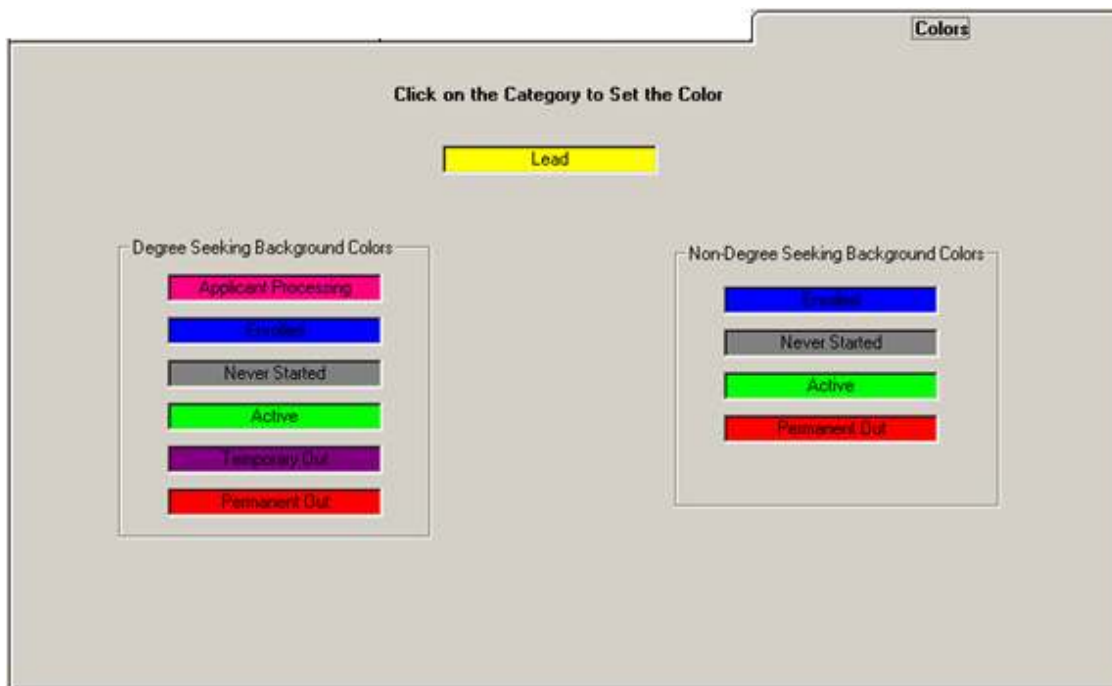 Colors
Click on the Category to Set the Color
Lead
Degree Seeking Background Colors
Applicant Processing
Enrolled
Never Started
Active
Temporary Out
Permanent Out
Non-Degree Seeking Background Colors
Enrolled
Never Started
Active
Permanent Out